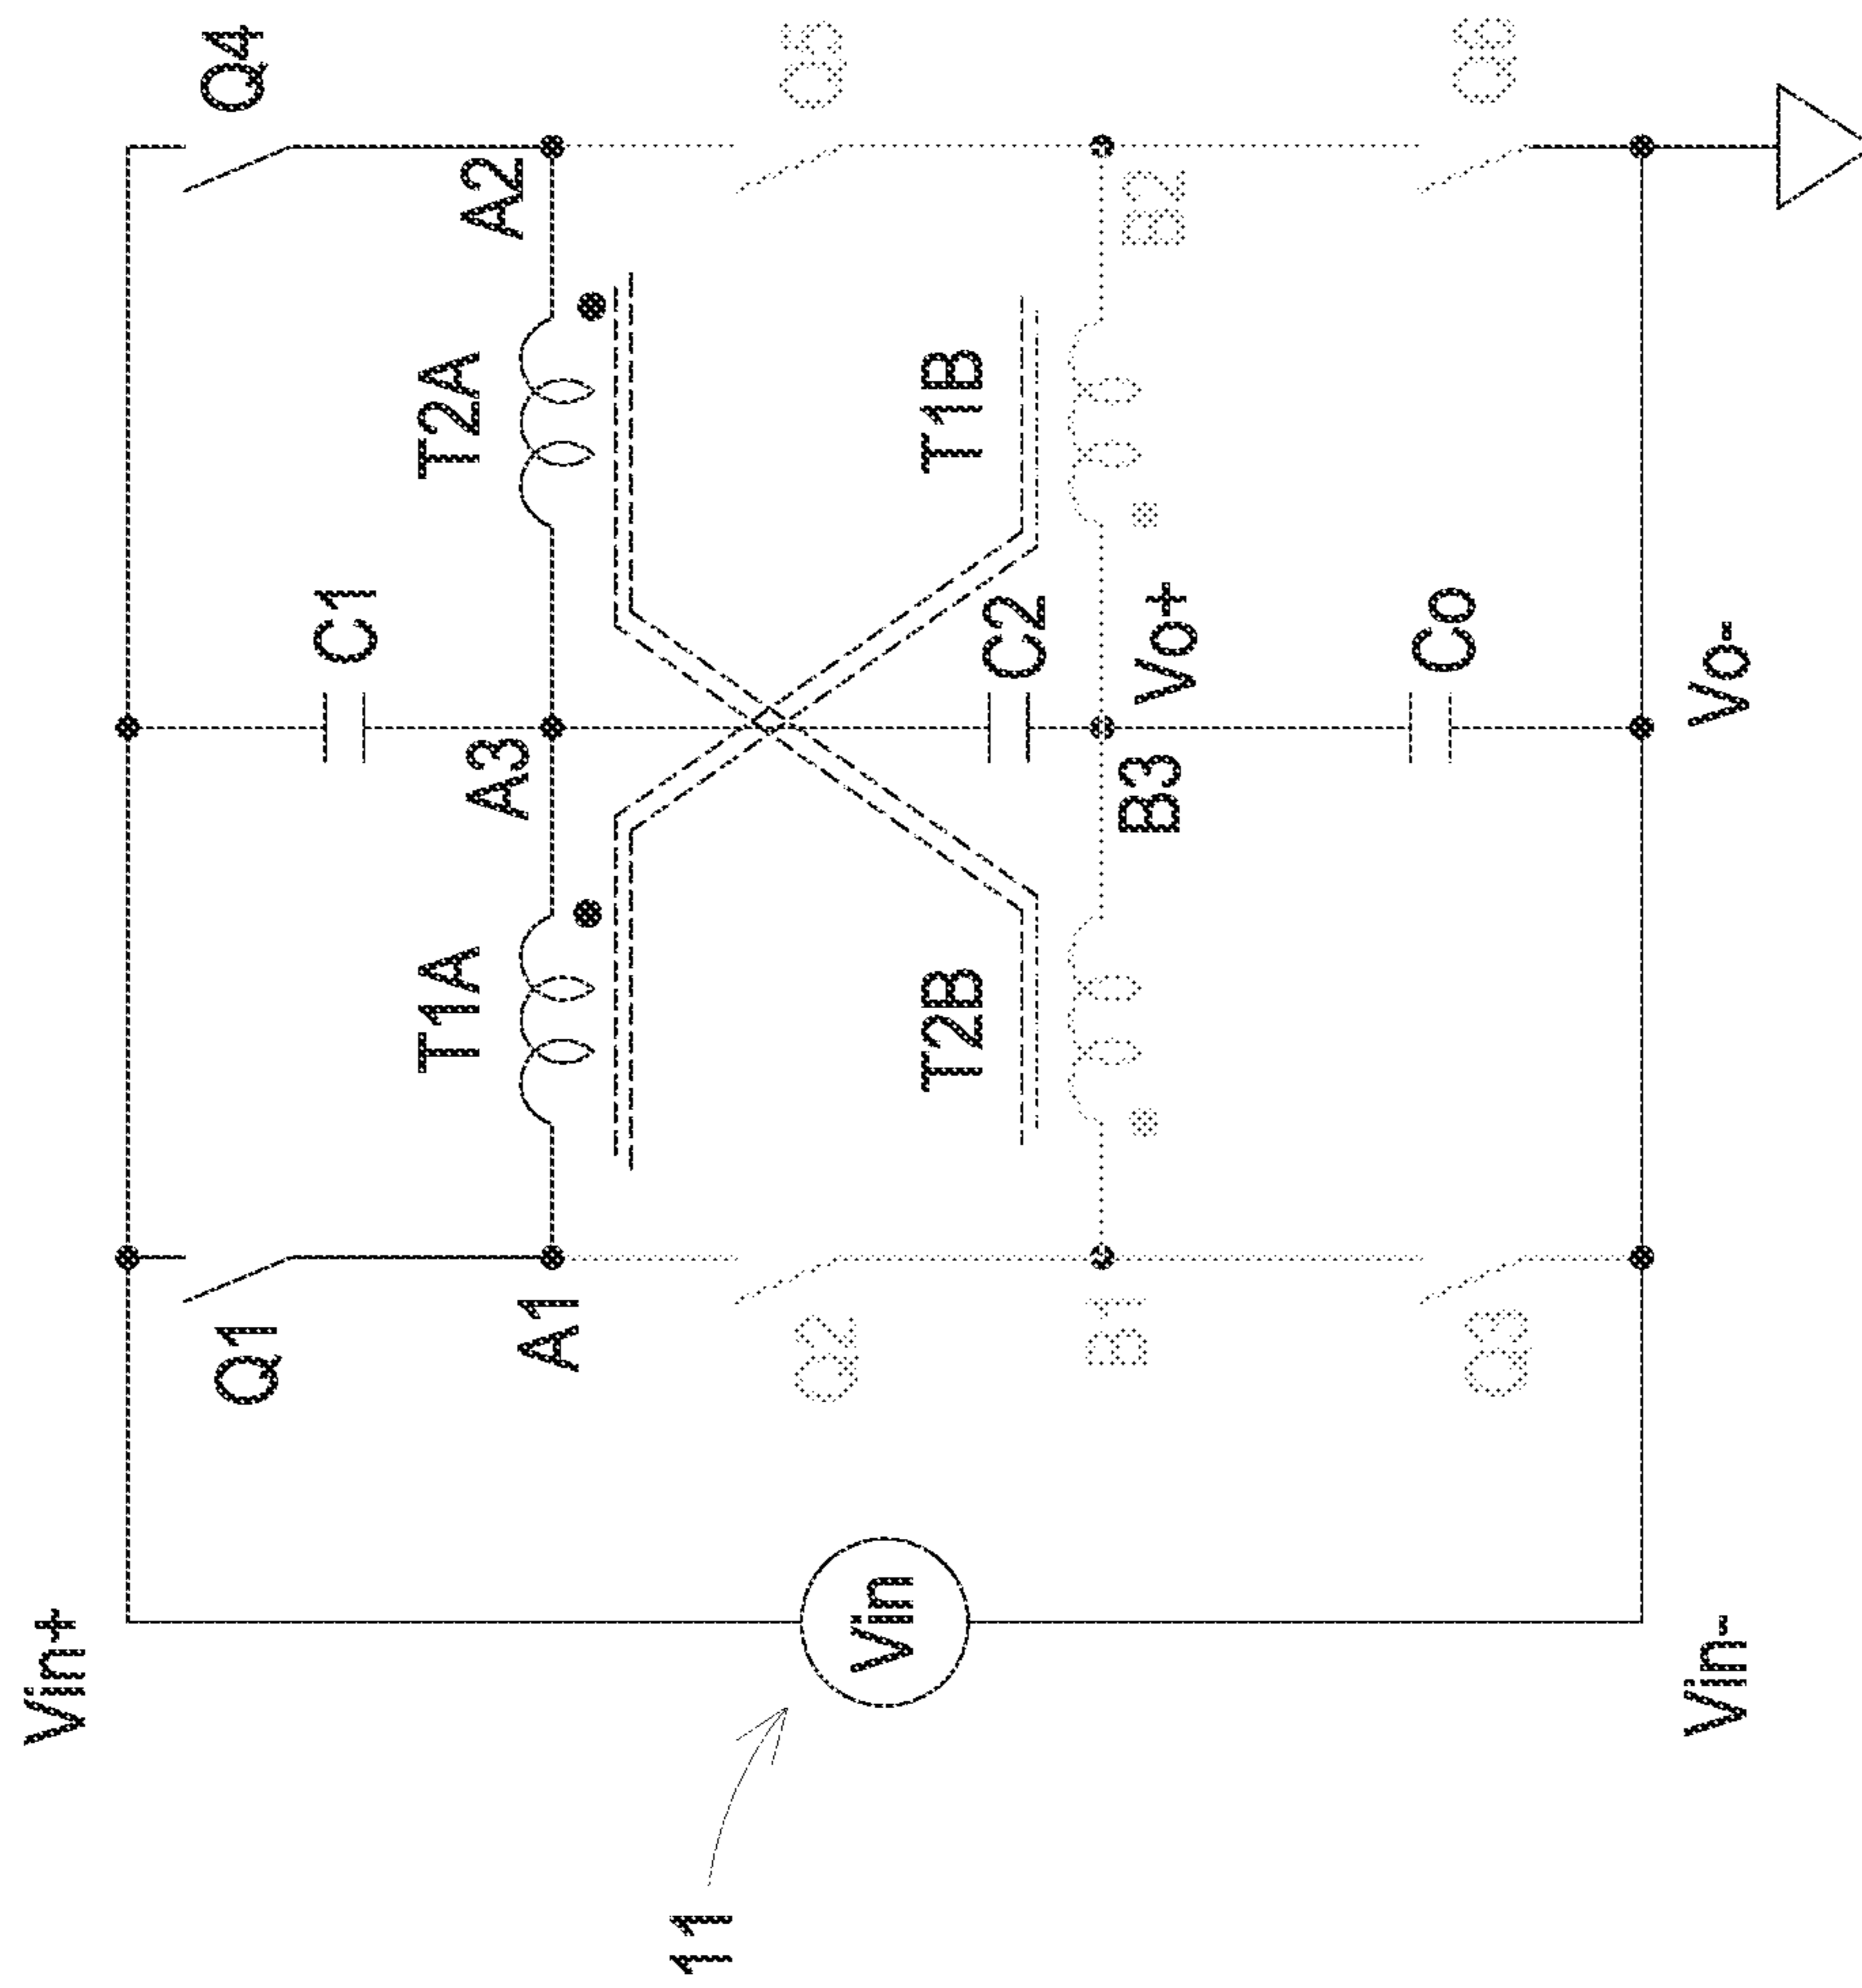 Vin+
Q1
C1
Q4
A1
T1A
A3
T2A
A2
11
Vin
Q2
T2B
C2
T1B
Q5
B1
B3
Vo+
B2
Q3
Co
Q6
Vin-
Vo-